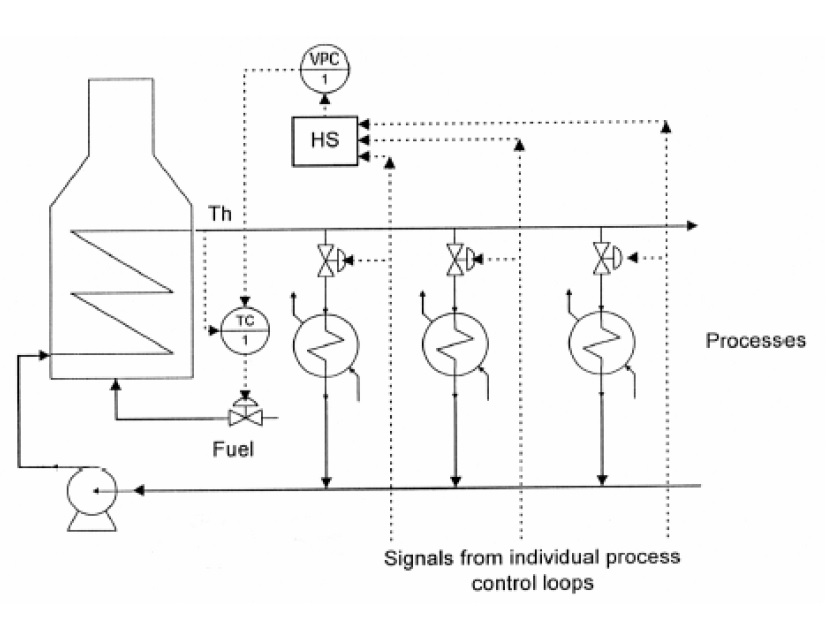 VPC
1
HS
Th
TC
1
Processes
Fuel
Signals from individual process
control loops